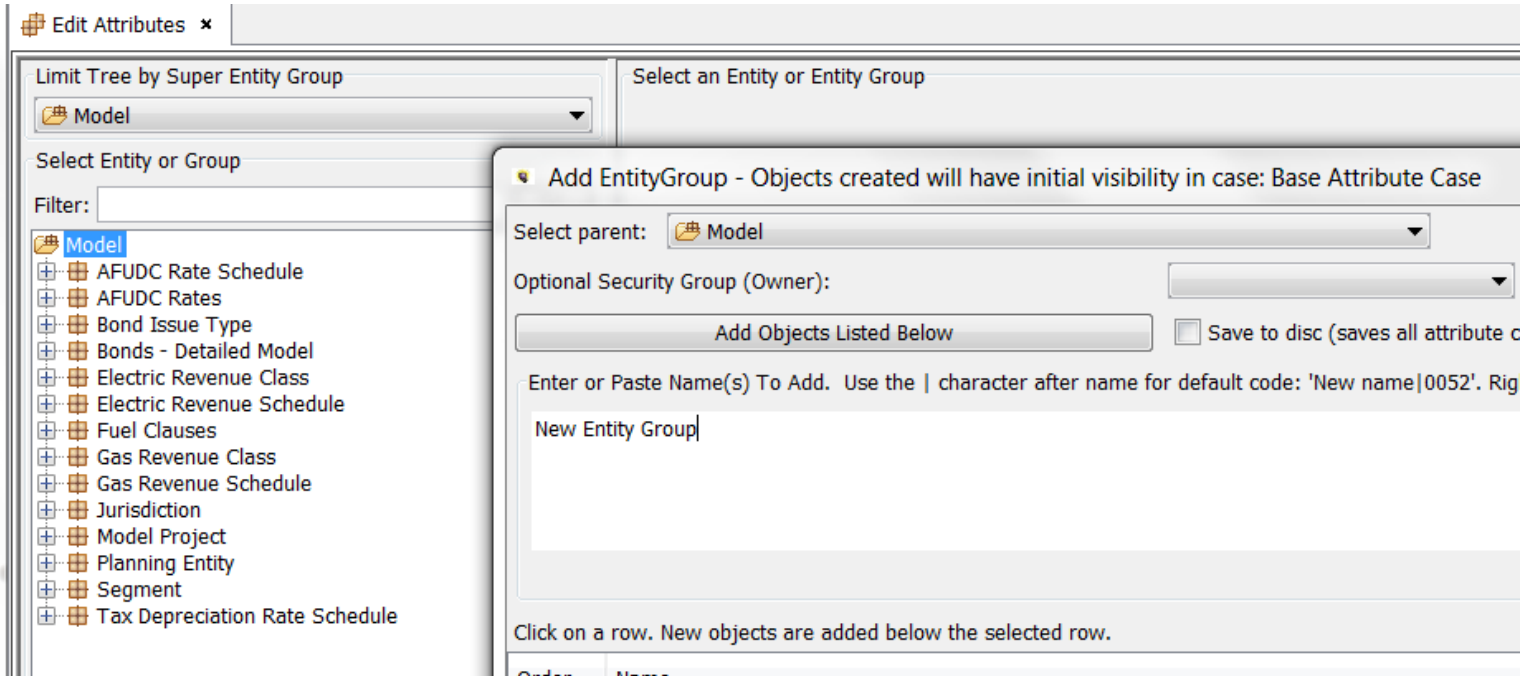 Edit Attributes ×
Limit Tree by Super Entity Group
Model
Select Entity or Group
Filter:
Model
AFUDC Rate Schedule
AFUDC Rates
Bond Issue Type
Bonds - Detailed Model
Electric Revenue Class
Electric Revenue Schedule
Fuel Clauses
Gas Revenue Class
Gas Revenue Schedule
Jurisdiction
Model Project
Planning Entity
Segment
Tax Depreciation Rate Schedule
Select an Entity or Entity Group
Add EntityGroup - Objects created will have initial visibility in case: Base Attribute Case
Select parent: Model
Optional Security Group (Owner):
Add Objects Listed Below
Save to disc (saves all attribute c
Enter or Paste Name(s) To Add. Use the | character after name for default code: 'New name|0052'. Rig
New Entity Group
Click on a row. New objects are added below the selected row.
Order Name